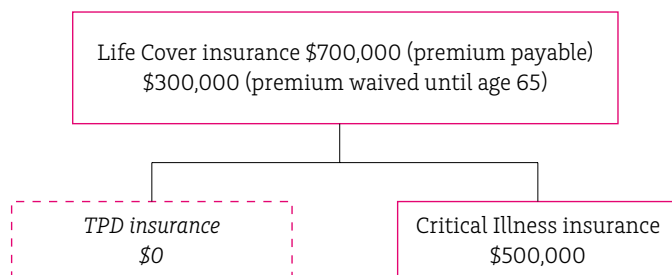 Life Cover insurance $700,000 (premium payable)
$300,000 (premium waived until age 65)
TPD insurance
$0
Critical Illness insurance
$500,000